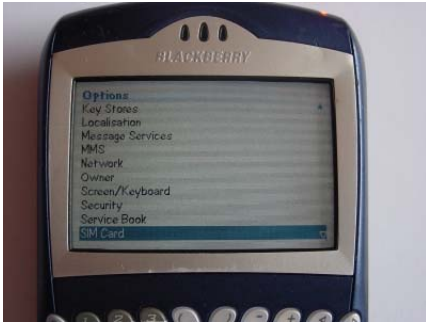 BLACKBERRY
Options
Key Stores
Localisation
Message Services
MMS
Network
Owner
Screen/Keyboard
Security
Service Book
SIM Card